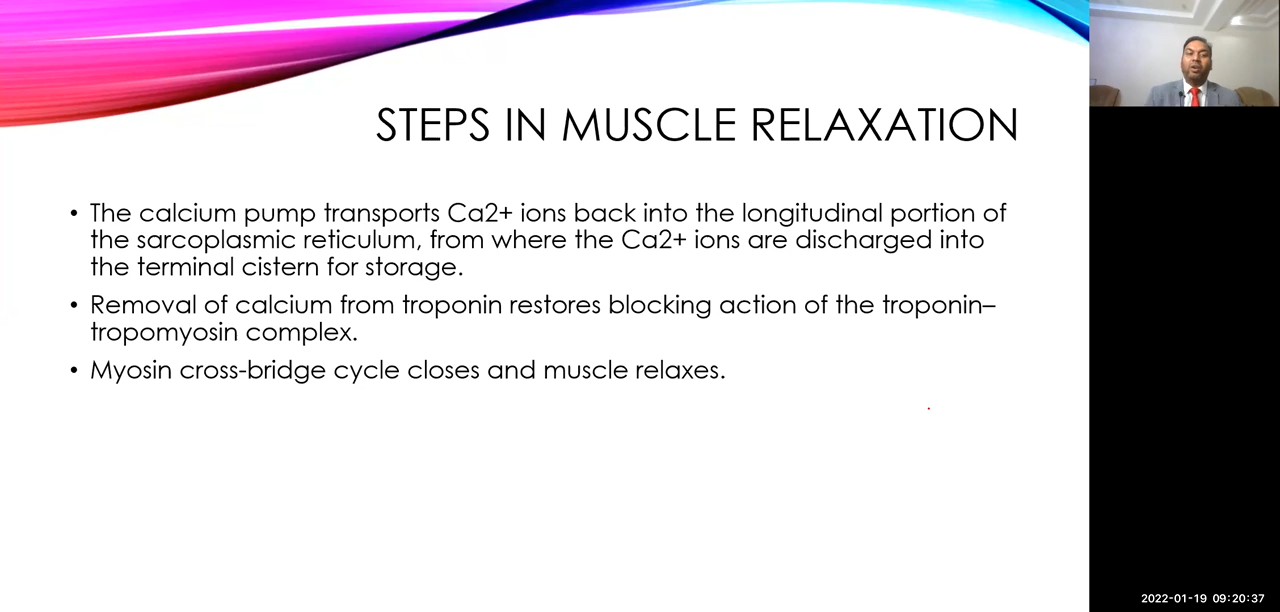 STEPS IN MUSCLE RELAXATION
• The calcium pump transports Ca2+ ions back into the longitudinal portion of
the sarcoplasmic reticulum, from where the Ca2+ ions are discharged into
the terminal cistern for storage.
• Removal of calcium from troponin restores blocking action of the troponin–
tropomyosin complex.
• Myosin cross-bridge cycle closes and muscle relaxes.
2022-01-19 09:20:37